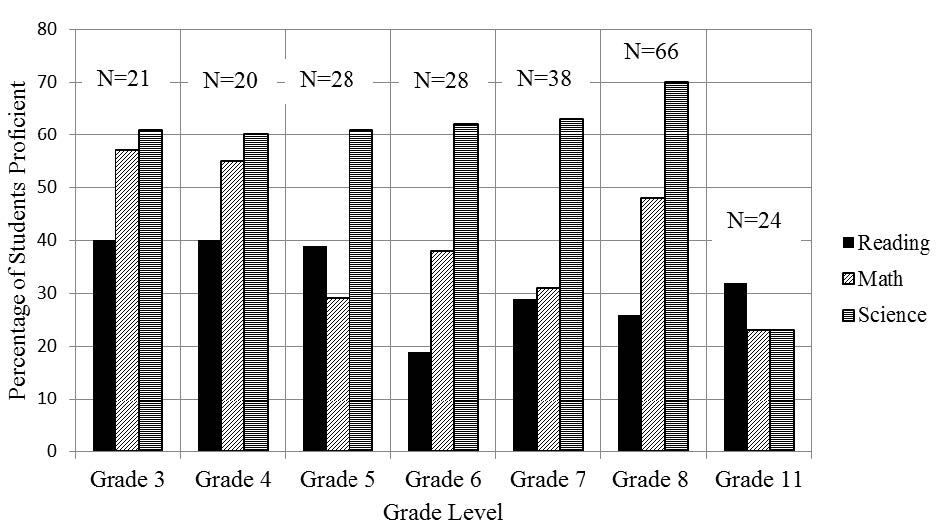 80
70
60
50
40
30
20
10
0
Percentage of Students Proficient
N=21
N=20
N=28
N=28
N=38
N=66
N=24
Reading
Math
Science
Grade 3
Grade 4
Grade 5
Grade 6
Grade 7
Grade 8
Grade 11
Grade Level